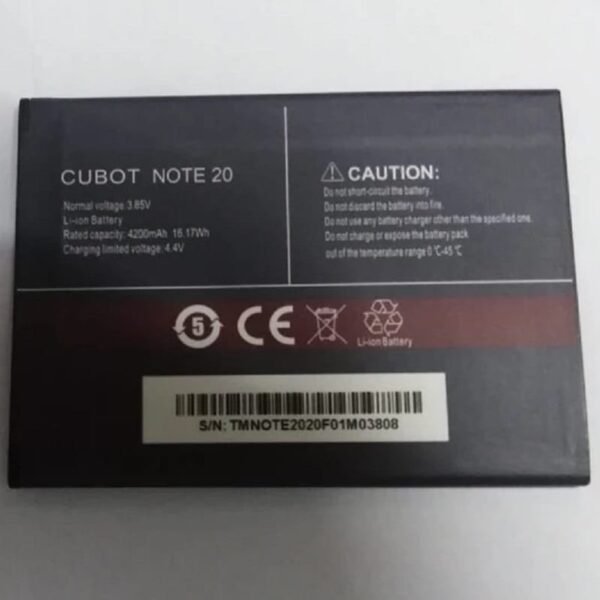 CUBOT NOTE 20
Normal voltage: 3.85V
Li-ion Battery
Rated capacity: 4200mAh 16.17Wh
Charging limited voltage: 4.4V
CAUTION:
Do not short-circuit the battery.
Do not discard the battery into fire.
Do not use any battery charger other than the specified one.
Do not charge or expose the battery pack
out of the temperature range 0 ℃-45 ℃
5
CE
Li-ion Battery
S/N: TMNOTE2020F01M03808